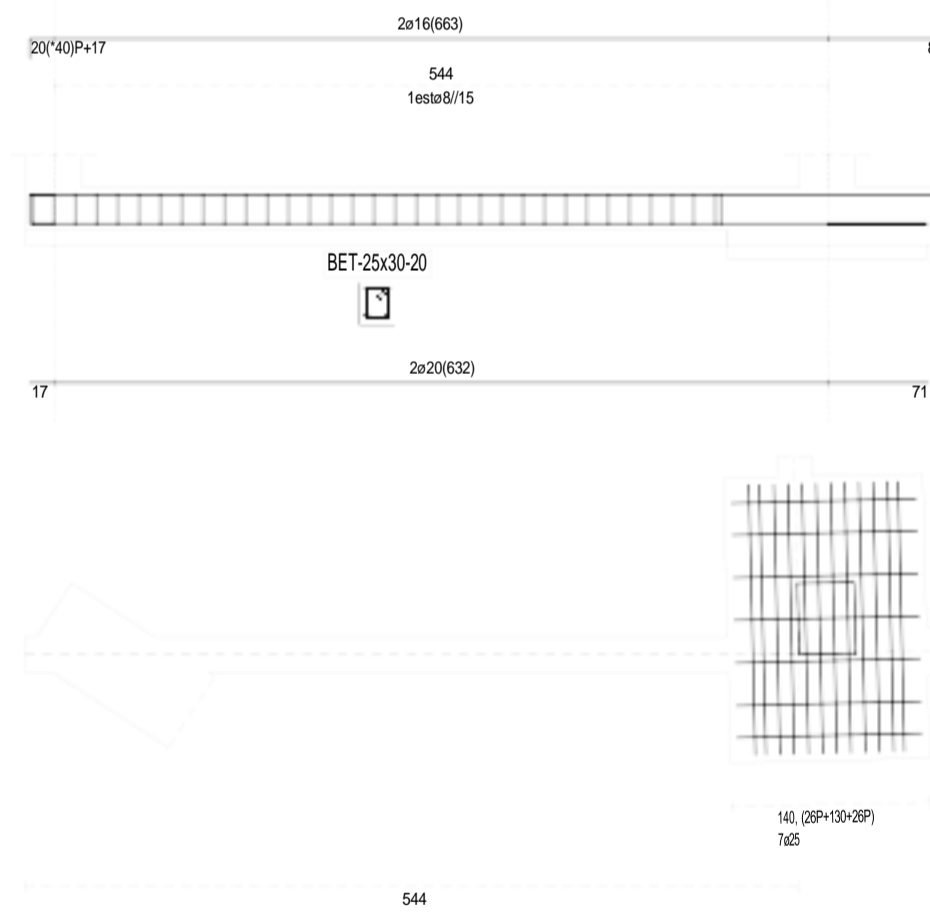 2ø16(663)
20(*40)P+17
544
1estø8//15
BET-25x30-20
2ø20(632)
17
71
140, (26P+130+26P)
7ø25
544